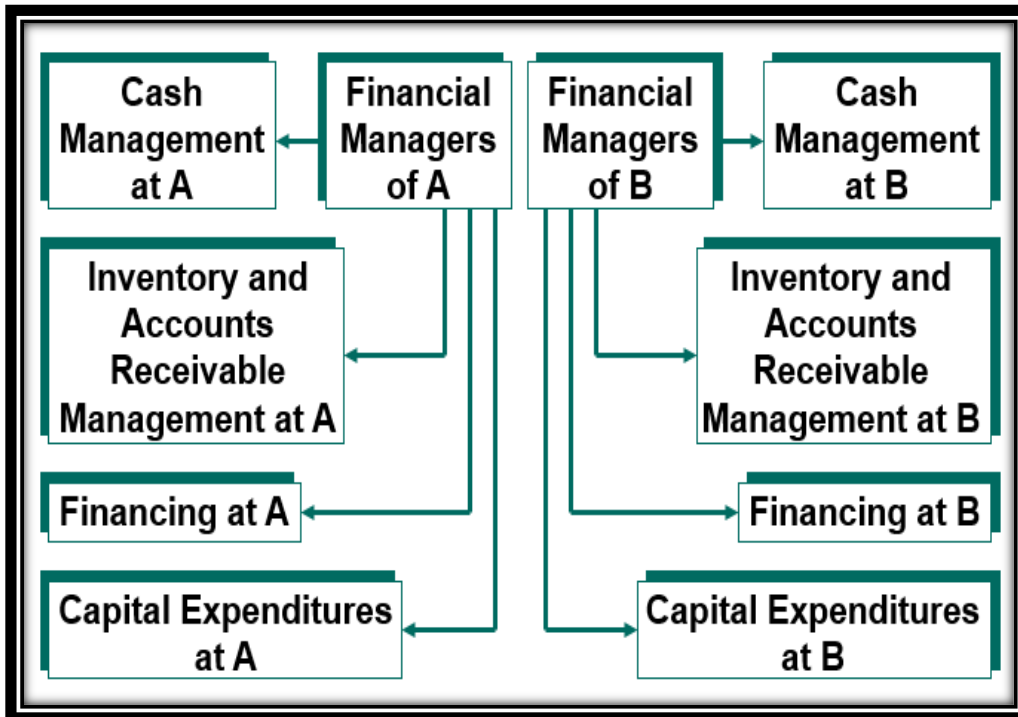 Cash
Management
at A
Financial
Managers
of A
Financial
Managers
of B
Cash
Management
at B
Inventory and
Accounts
Receivable
Management at A
Inventory and
Accounts
Receivable
Management at B
Financing at A
Financing at B
Capital Expenditures
at A
Capital Expenditures
at B